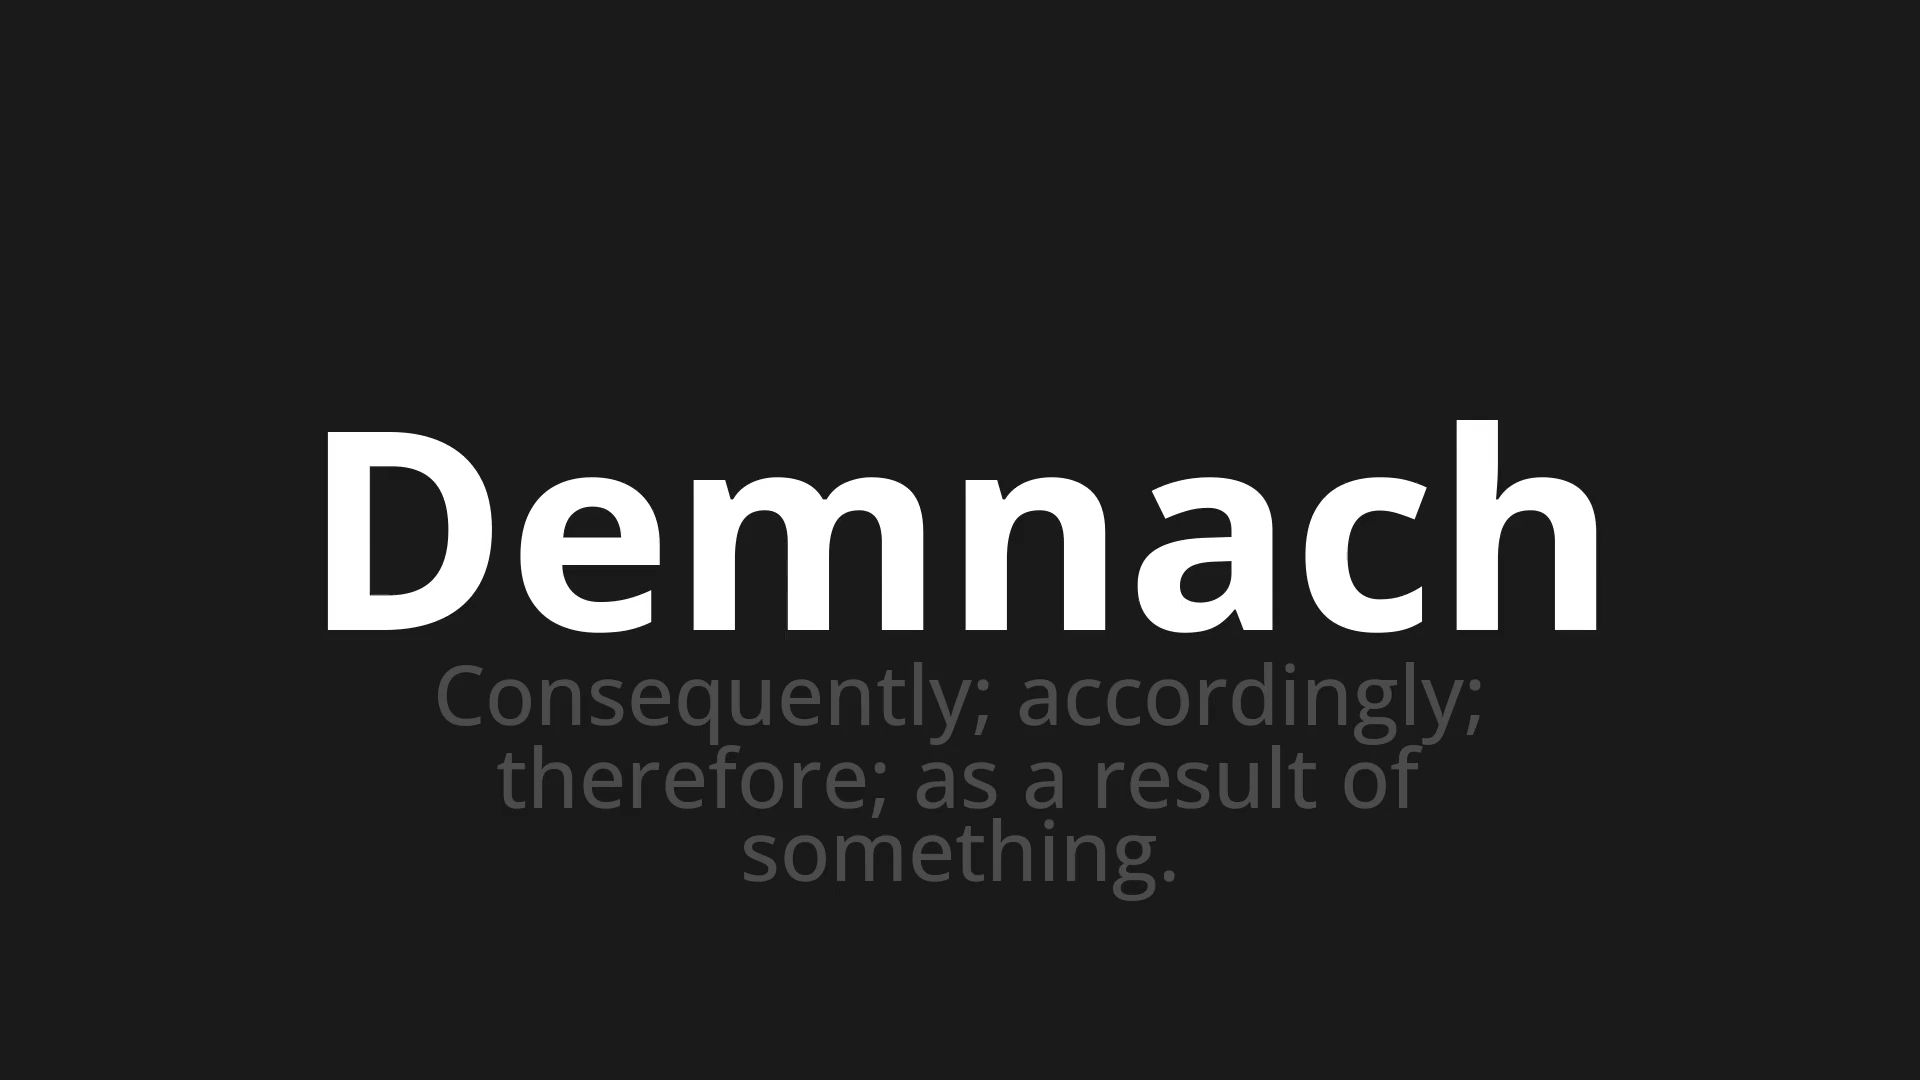 Demnach
Consequently; accordingly;
therefore; as a result of
something.